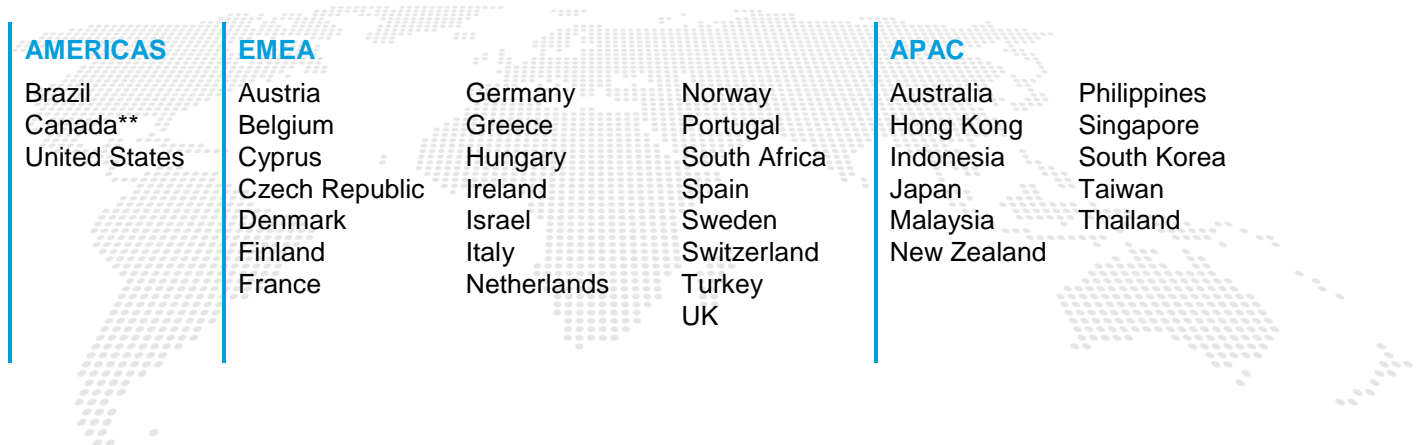 AMERICAS
Brazil
Canada**
United States
EMEA
Austria
Belgium
Cyprus
Czech Republic
Denmark
Finland
France
Germany
Greece
Hungary
Ireland
Israel
Italy
Netherlands
Norway
Portugal
South Africa
Spain
Sweden
Switzerland
Turkey
UK
APAC
Australia
Hong Kong
Indonesia
Japan
Malaysia
New Zealand
Philippines
Singapore
South Korea
Taiwan
Thailand